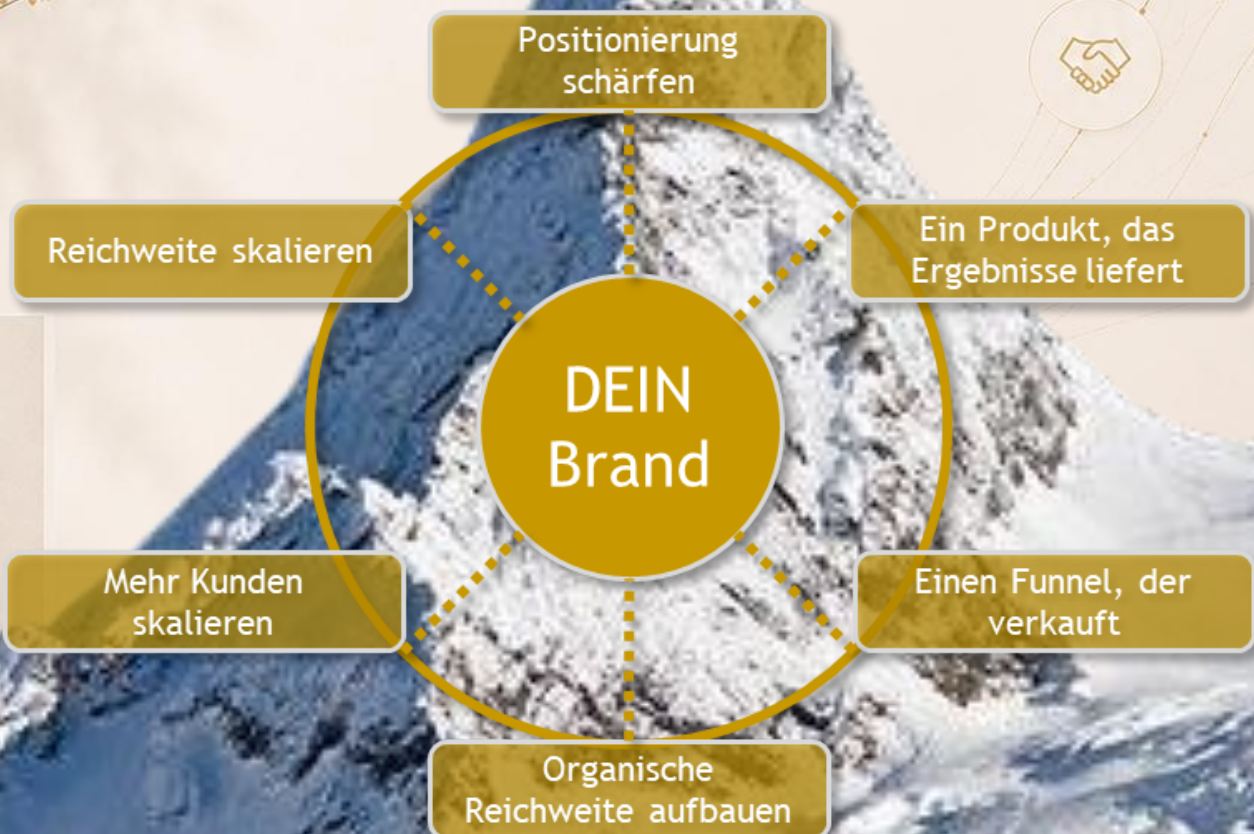 Positionierung
schärfen
Reichweite skalieren
Ein Produkt, das
Ergebnisse liefert
DEIN
Brand
Mehr Kunden
skalieren
Einen Funnel, der
verkauft
Organische
Reichweite aufbauen